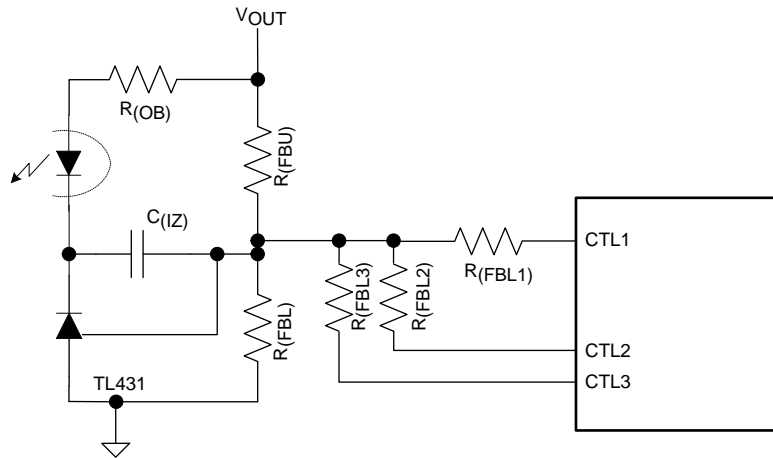 VOUT
R(OB)
R(FBU)
C(IZ)
R(FBL1)
CTL1
R(FBL3)
R(FBL2)
R(FBL)
CTL2
CTL3
TL431